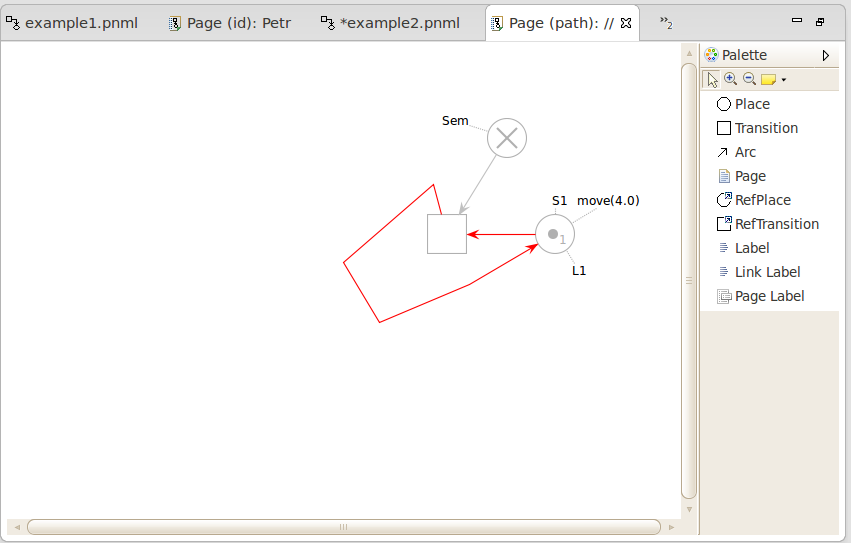 example1.pnml
Page (id): Petr
*example2.pnml
Page (path): //
»2
Palette
Sem
S1 move(4.0)
1
L1
Place
Transition
Arc
Page
RefPlace
RefTransition
Label
Link Label
Page Label